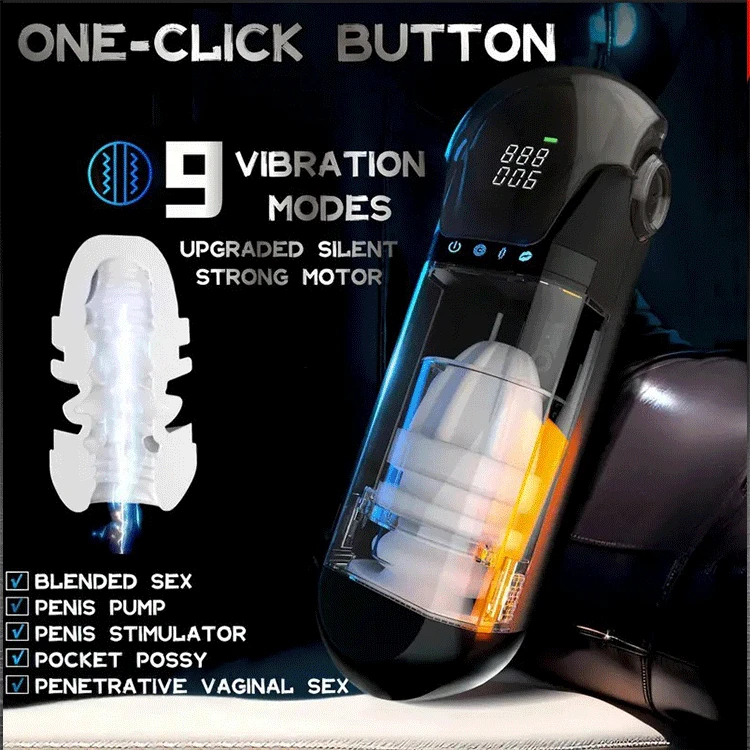 ONE-CLICK BUTTON
9 VIBRATION
MODES
UPGRADED SILENT
STRONG MOTOR
888
006
BLENDED SEX
PENIS PUMP
PENIS STIMULATOR
POCKET POSSY
PENETRATIVE VAGINAL SEX